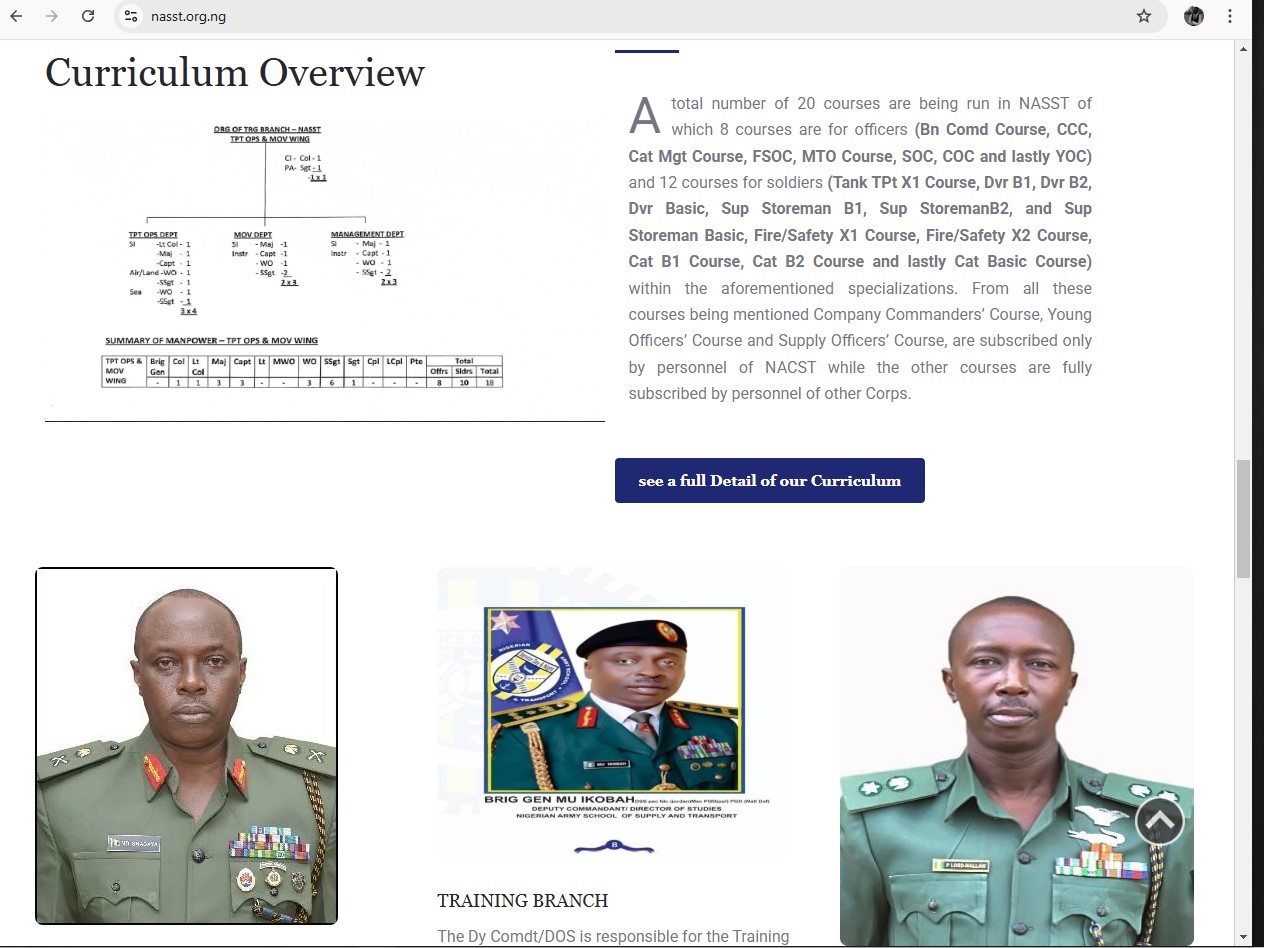 nasst.org.ng
Curriculum Overview
ORG OF TRG BRANCH – NASST
TPT OPS & MOV WING
CI - Col - 1
PA- Sgt - 1
-1 x 1
TPT OPS DEPT
SI -Lt Col - 1
-Maj - 1
-Capt - 1
Air/Land -WO - 1
-SSgt - 1
Sea -WO - 1
-SSgt - 1
3 x 4
MOV DEPT
SI - Maj -1
Instr - Capt -1
- WO -1
- SSgt -2
2 x 3
MANAGEMENT DEPT
SI - Maj - 1
Instr - Capt - 1
- WO - 1
- SSgt - 2
2 x 3
SUMMARY OF MANPOWER – TPT OPS & MOV WING
TPT OPS & MOV WING Brig Gen Col Lt Col Maj Capt Lt MWO WO SSgt Sgt Cpl LCpl Pte Total
Offrs Sldrs Total
- 1 1 3 3 - - 3 6 1 - - - 8 10 18
A total number of 20 courses are being run in NASST of
which 8 courses are for officers (Bn Comd Course, CCC,
Cat Mgt Course, FSOC, MTO Course, SOC, COC and lastly YOC)
and 12 courses for soldiers (Tank TPt X1 Course, Dvr B1, Dvr B2,
Dvr Basic, Sup Storeman B1, Sup StoremanB2, and Sup
Storeman Basic, Fire/Safety X1 Course, Fire/Safety X2 Course,
Cat B1 Course, Cat B2 Course and lastly Cat Basic Course)
within the aforementioned specializations. From all these
courses being mentioned Company Commanders’ Course, Young
Officers’ Course and Supply Officers’ Course, are subscribed only
by personnel of NACST while the other courses are fully
subscribed by personnel of other Corps.
see a full Detail of our Curriculum
NIGERIAN ARMY SCHOOL
& TRANSPORT
MU IKOBAH
BRIG GEN MU IKOBAH
DEPUTY COMMANDANT/ DIRECTOR OF STUDIES
NIGERIAN ARMY SCHOOL OF SUPPLY AND TRANSPORT
8
P LORD-MALLAM
TRAINING BRANCH
The Dy Comdt/DOS is responsible for the Training